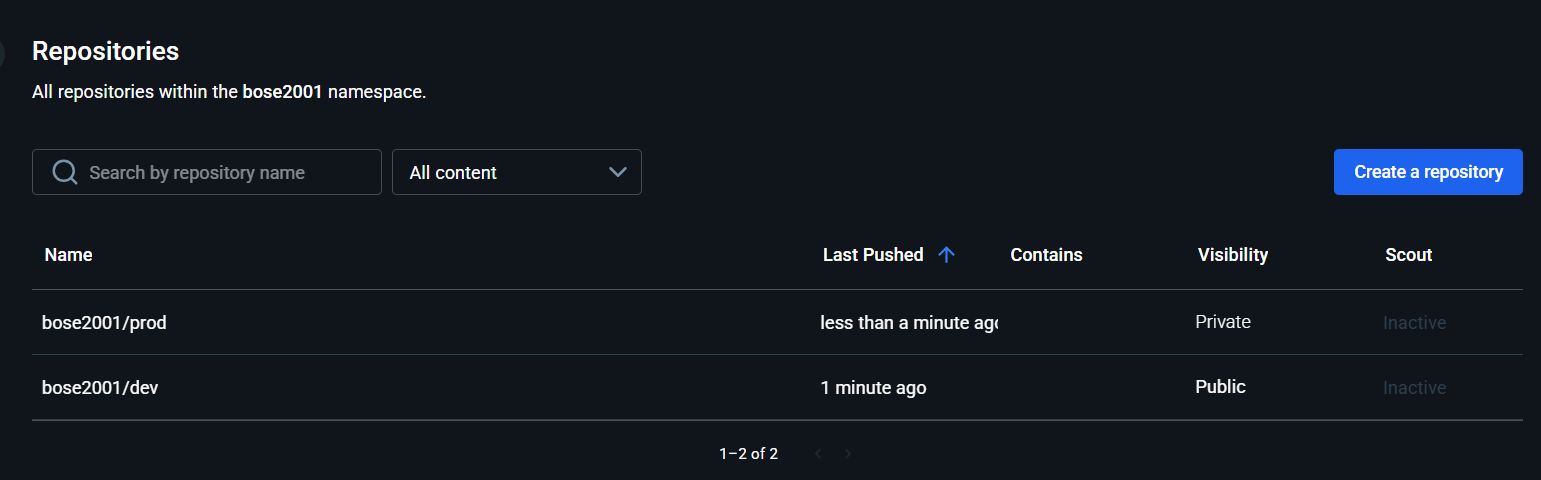 Repositories
All repositories within the bose2001 namespace.
Search by repository name All content Create a repository
Name Last Pushed Contains Visibility Scout
bose2001/prod less than a minute ago Private Inactive
bose2001/dev 1 minute ago Public Inactive
1–2 of 2